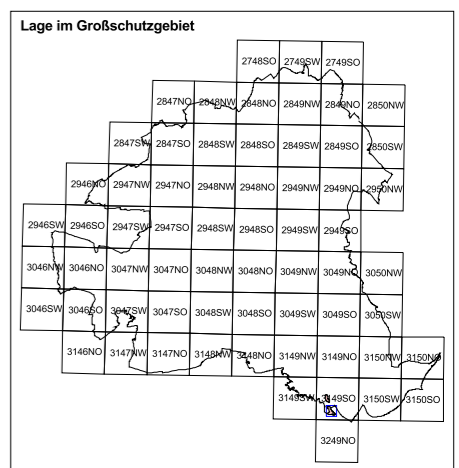 Lage im Großschutzgebiet
2748SO 2749SW 2749SO
2847NO 2848NW 2848NO 2849NW 2849NO 2850NW
2847SW 2847SO 2848SW 2848SO 2849SW 2849SO 2850SW
2946NO 2947NW 2947NO 2948NW 2948NO 2949NW 2949NO 2950NW
2946SW 2946SO 2947SW 2947SO 2948SW 2948SO 2949SW 2949SO
3046NW 3046NO 3047NW 3047NO 3048NW 3048NO 3049NW 3049NO 3050NW
3046SW 3046SO 3047SW 3047SO 3048SW 3048SO 3049SW 3049SO 3050SW
3146NO 3147NW 3147NO 3148NW 3148NO 3149NW 3149NO 3150NW 3150NO
3149SW 3149SO 3150SW 3150SO
3249NO